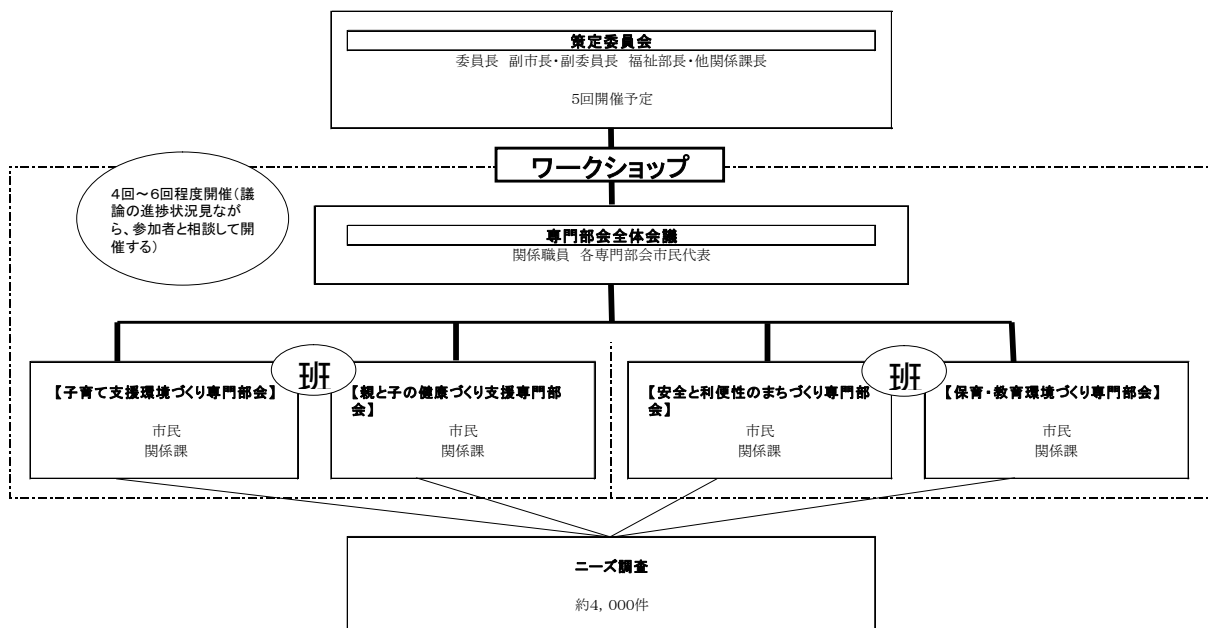 策定委員会
委員長　副市長・副委員長　福祉部長・他関係課長
5回開催予定
ワークショップ
4回～6回程度開催(議
論の進捗状況見なが
ら、参加者と相談して開
催する)
専門部会全体会議
関係職員　各専門部会市民代表
班
班
【子育て支援環境づくり専門部会】
市民
関係課
【親と子の健康づくり支援専門部
会】
市民
関係課
【安全と利便性のまちづくり専門部
会】
市民
関係課
【保育・教育環境づくり専門部会】
市民
関係課
ニーズ調査
約4，000件